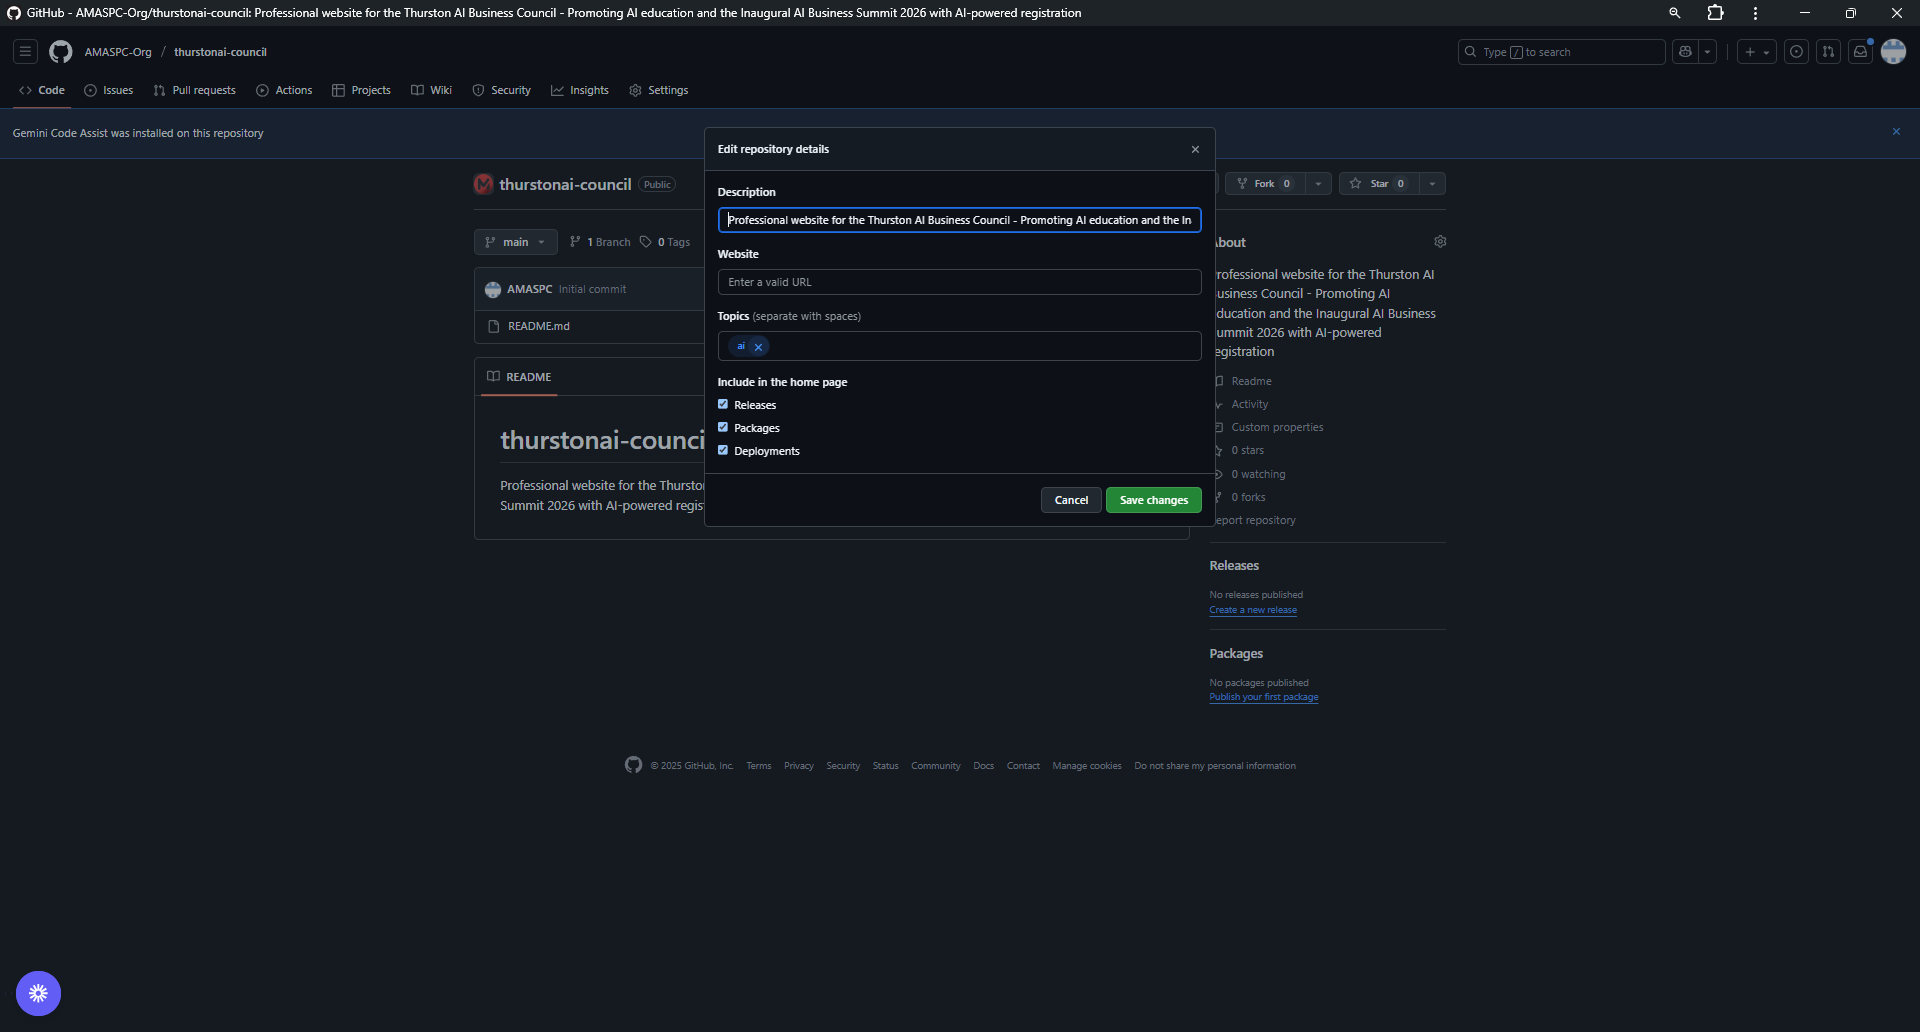 GitHub - AMASPC-Org/thurstonai-council: Professional website for the Thurston AI Business Council - Promoting AI education and the Inaugural AI Business Summit 2026 with AI-powered registration
AMASPC-Org / thurstonai-council
Type / to search
Code Issues Pull requests Actions Projects Wiki Security Insights Settings
Gemini Code Assist was installed on this repository
thurstonai-council Public
Fork 0 Star 0
main 1 Branch 0 Tags
AMASPC Initial commit
README.md
README
thurstonai-counci
Professional website for the Thursto
Summit 2026 with AI-powered regis
Edit repository details
Description
Professional website for the Thurston AI Business Council - Promoting AI education and the In
Website
Enter a valid URL
Topics (separate with spaces)
ai
Include in the home page
Releases
Packages
Deployments
Cancel Save changes
bout
rofessional website for the Thurston AI
usiness Council - Promoting AI
ducation and the Inaugural AI Business
ummit 2026 with AI-powered
egistration
Readme
Activity
Custom properties
0 stars
0 watching
0 forks
eport repository
Releases
No releases published
Create a new release
Packages
No packages published
Publish your first package
© 2025 GitHub, Inc. Terms Privacy Security Status Community Docs Contact Manage cookies Do not share my personal information